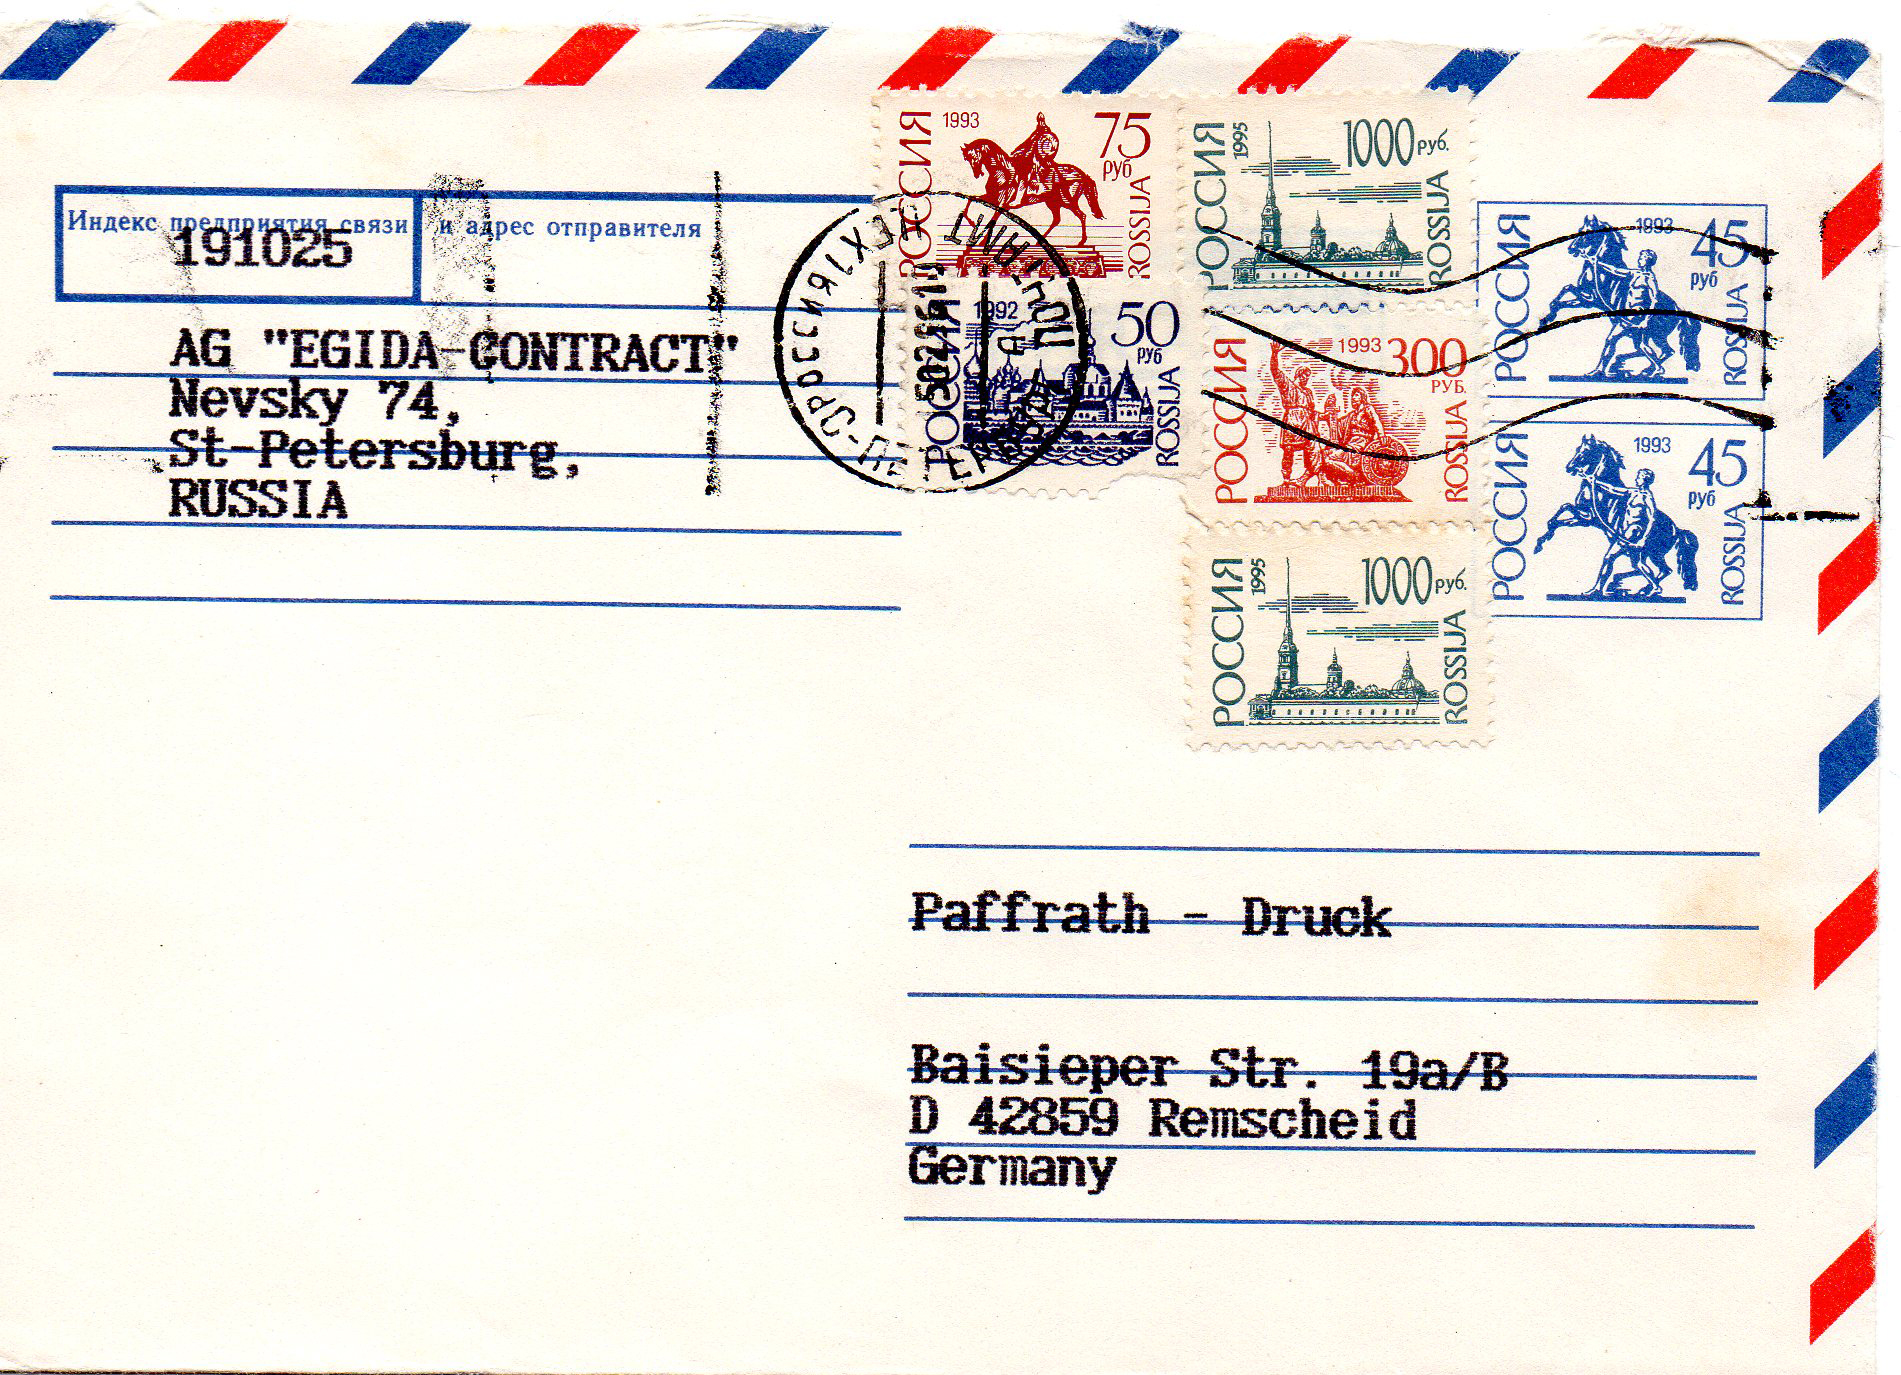 Индекс предприятия связи и адрес отправителя
191025
AG "EGIDA-CONTRACT"
Nevsky 74,
St-Petersburg,
RUSSIA
РОССИЯ 1993 75 руб ROSSIJA
РОССИЯ 1992 50 руб ROSSIJA
РОССИЯ 1995 1000 руб. ROSSIJA
РОССИЯ 1993 300 РУБ. ROSSIJA
РОССИЯ 1995 1000 руб. ROSSIJA
РОССИЯ 1993 45 руб ROSSIJA
РОССИЯ 1993 45 руб ROSSIJA
Paffrath - Druck
Baisieper Str. 19a/B
D 42859 Remscheid
Germany